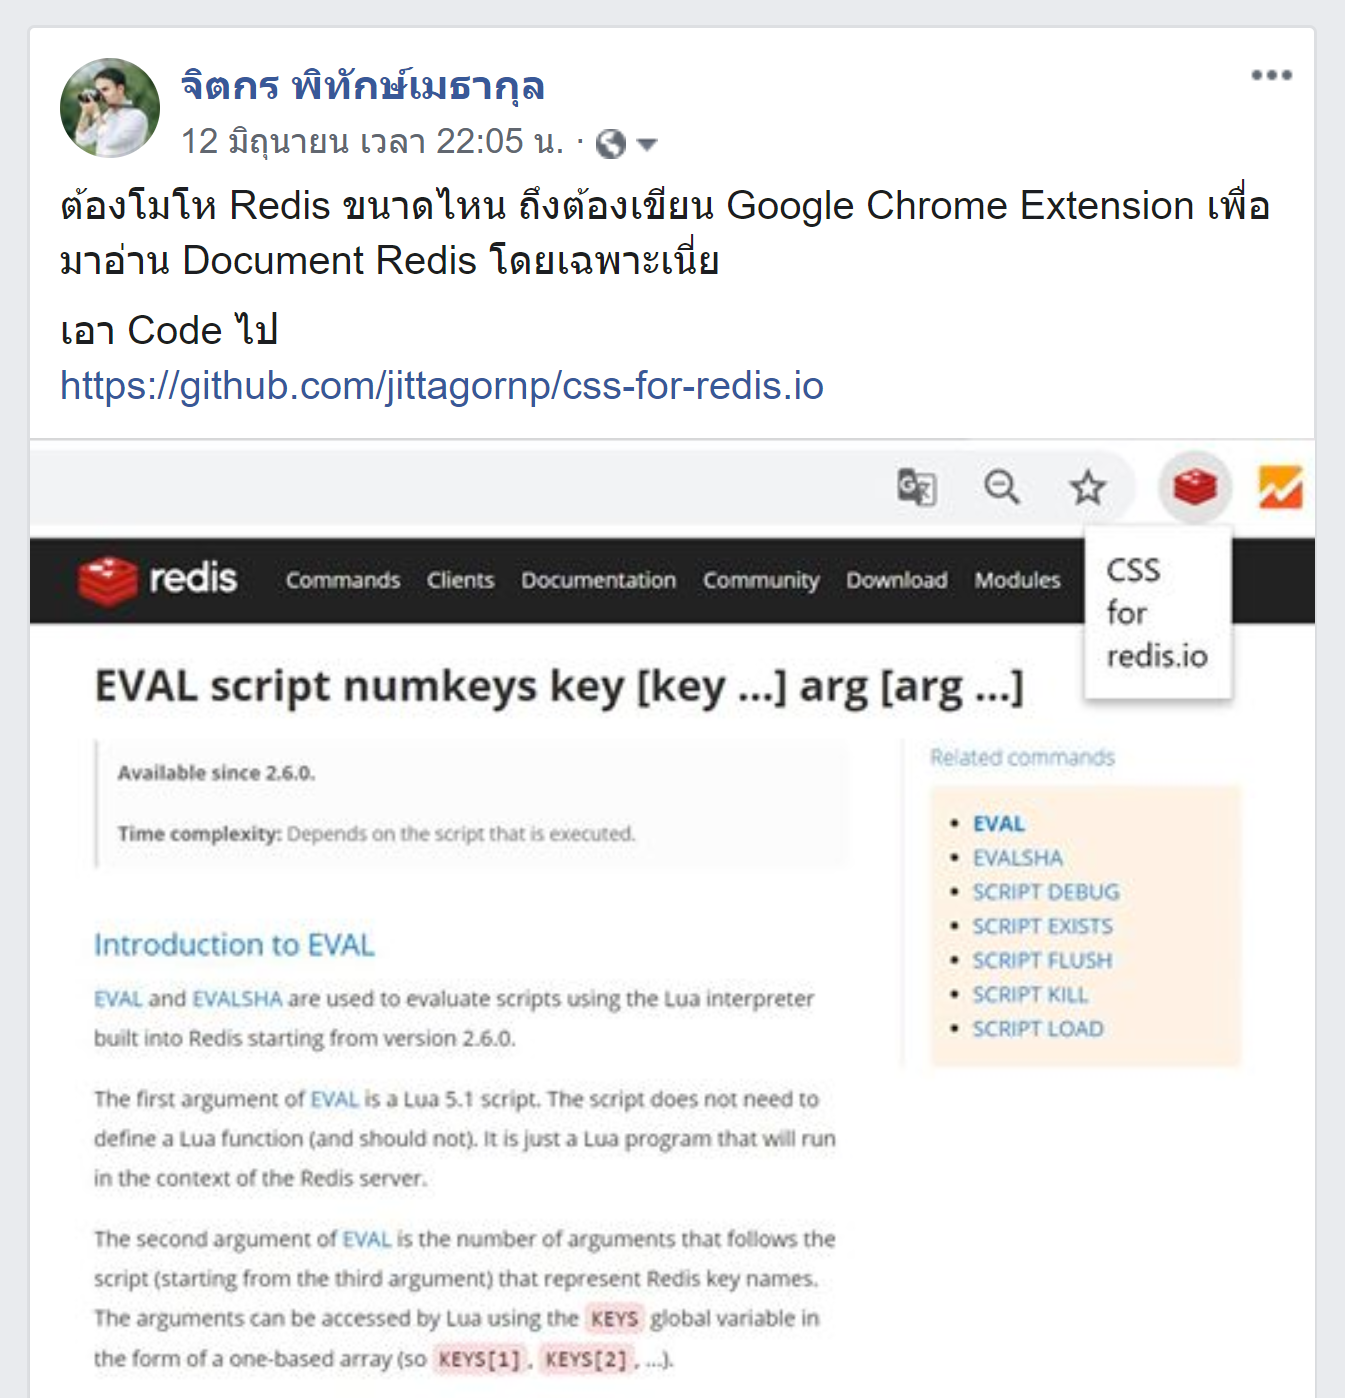 จิตกร พิทักษ์เมธากุล
12 มิถุนายน เวลา 22:05 น. ·
ต้องโมโห Redis ขนาดไหน ถึงต้องเขียน Google Chrome Extension เพื่อ
มาอ่าน Document Redis โดยเฉพาะเนี่ย
เอา Code ไป
https://github.com/jittagornp/css-for-redis.io
redis Commands Clients Documentation Community Download Modules
CSS
for
redis.io
EVAL script numkeys key [key ...] arg [arg ...]
Available since 2.6.0.
Time complexity: Depends on the script that is executed.
Related commands
• EVAL
• EVALSHA
• SCRIPT DEBUG
• SCRIPT EXISTS
• SCRIPT FLUSH
• SCRIPT KILL
• SCRIPT LOAD
Introduction to EVAL
EVAL and EVALSHA are used to evaluate scripts using the Lua interpreter
built into Redis starting from version 2.6.0.
The first argument of EVAL is a Lua 5.1 script. The script does not need to
define a Lua function (and should not). It is just a Lua program that will run
in the context of the Redis server.
The second argument of EVAL is the number of arguments that follows the
script (starting from the third argument) that represent Redis key names.
The arguments can be accessed by Lua using the KEYS global variable in
the form of a one-based array (so KEYS[1], KEYS[2], ...).